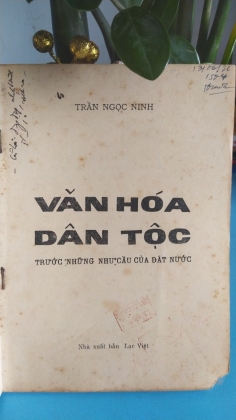 TRẦN NGỌC NINH
VĂN HÓA
DÂN TỘC
TRƯỚC NHỮNG NHU CẦU CỦA ĐẤT NƯỚC
Nhà xuất bản Lạc Việt